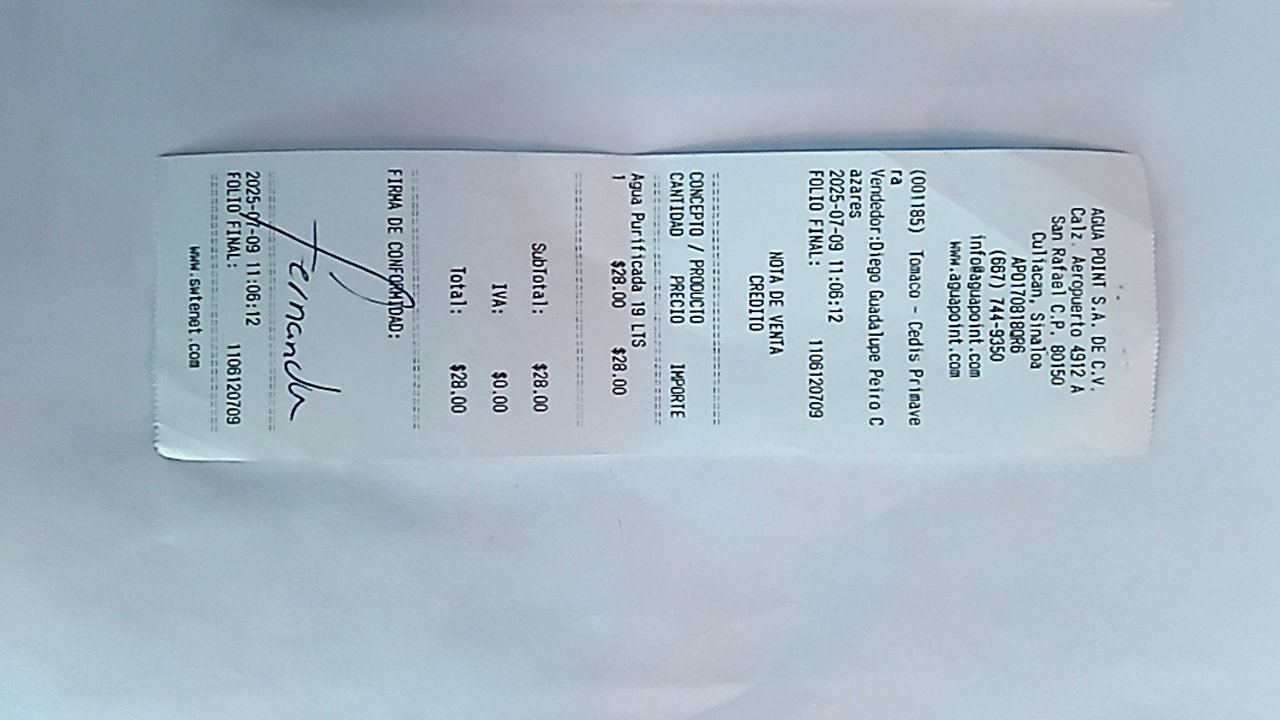 AGUA POINT S.A. DE C.V.
Calz. Aeropuerto 4912 A
San Rafael C.P. 80150
Culiacan, Sinaloa
APO170818QR6
(667) 744-9350
info@aguapoint.com
www.aguapoint.com
(001185) Tomaco - Cedis Primave
ra
Vendedor:Diego Guadalupe Peiro C
azares
2025-07-09 11:06:12
FOLIO FINAL: 1106120709
NOTA DE VENTA
CREDITO
================================
CONCEPTO / PRODUCTO
CANTIDAD PRECIO IMPORTE
================================
Agua Purificada 19 LTS
1 $28.00 $28.00
================================
SubTotal: $28.00
IVA: $0.00
Total: $28.00
================================
FIRMA DE CONFORMIDAD:
Fernanda
================================
2025-07-09 11:06:12
FOLIO FINAL: 1106120709
================================
www.swtenet.com